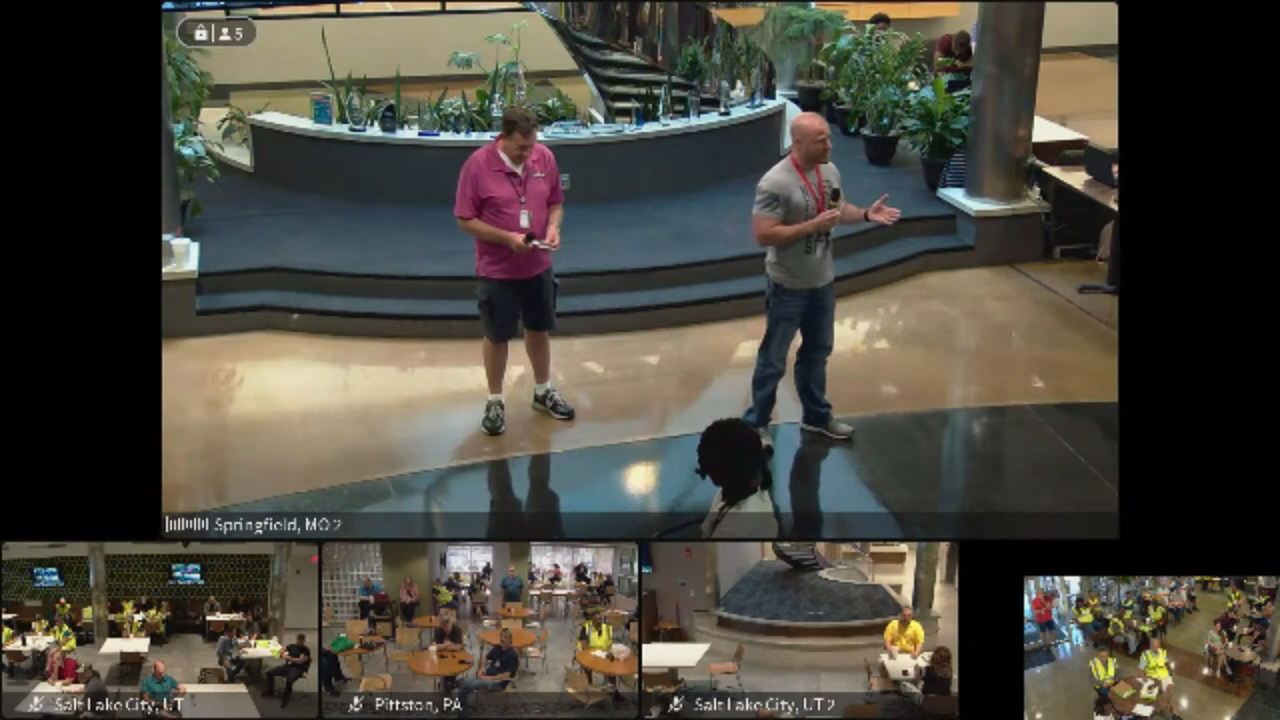 5
Springfield, MO 2
Salt Lake City, UT
Pittston, PA
Salt Lake City, UT 2